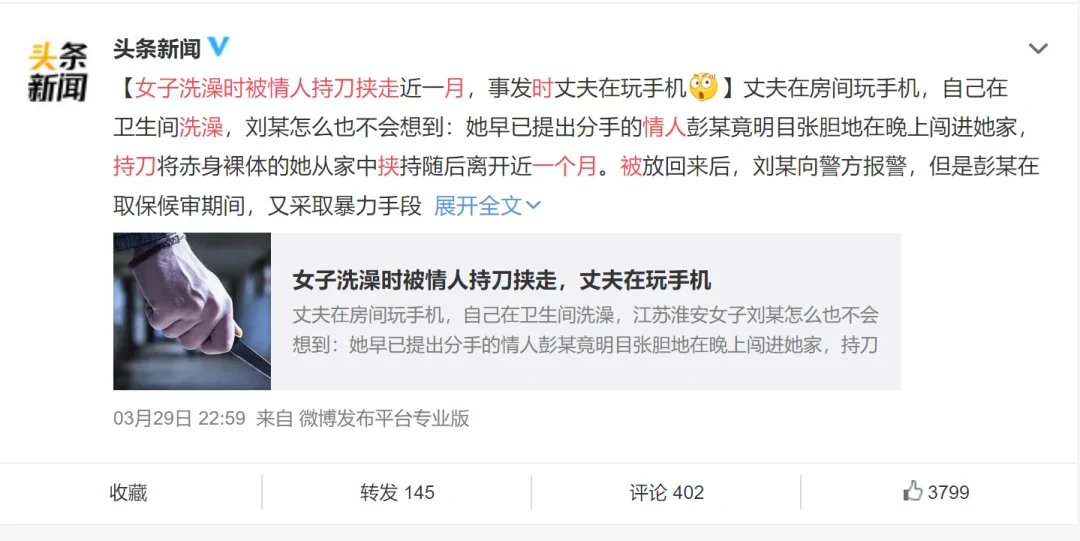 头条
新闻
头条新闻
【女子洗澡时被情人持刀挟走近一月，事发时丈夫在玩手机】丈夫在房间玩手机，自己在
卫生间洗澡，刘某怎么也不会想到：她早已提出分手的情人彭某竟明目张胆地在晚上闯进她家，
持刀将赤身裸体的她从家中挟持随后离开近一个月。被放回来后，刘某向警方报警，但是彭某在
取保候审期间，又采取暴力手段 展开全文
女子洗澡时被情人持刀挟走，丈夫在玩手机
丈夫在房间玩手机，自己在卫生间洗澡，江苏淮安女子刘某怎么也不会
想到：她早已提出分手的情人彭某竟明目张胆地在晚上闯进她家，持刀
03月29日 22:59 来自 微博发布平台专业版
收藏 转发 145 评论 402 3799